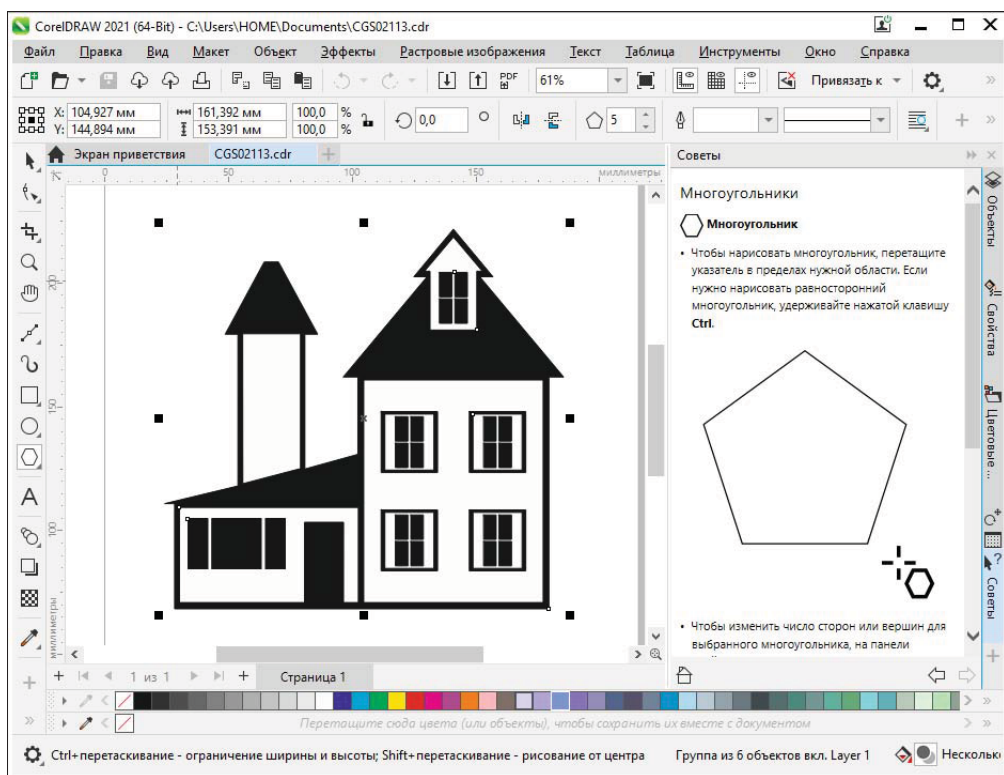 CorelDRAW 2021 (64-Bit) - C:\Users\HOME\Documents\CGS02113.cdr
Файл Правка Вид Макет Объект Эффекты Растровые изображения Текст Таблица Инструменты Окно Справка
PDF 61% Привязать к
X: 104,927 мм 161,392 мм 100,0 % 0,0 5
Y: 144,894 мм 153,391 мм 100,0 %
Экран приветствия CGS02113.cdr
0 50 100 150 миллиметры
200
150
100
миллиметры
Советы
Многоугольники
Многоугольник
• Чтобы нарисовать многоугольник, перетащите
указатель в пределах нужной области. Если
нужно нарисовать равносторонний
многоугольник, удерживайте нажатой клавишу
Ctrl.
• Чтобы изменить число сторон или вершин для
выбранного многоугольника, на панели
Объекты
Свойства
Цветовые ...
Советы
1 из 1 Страница 1
Перетащите сюда цвета (или объекты), чтобы сохранить их вместе с документом
Ctrl+перетаскивание - ограничение ширины и высоты; Shift+перетаскивание - рисование от центра Группа из 6 объектов вкл. Layer 1 Нескольк